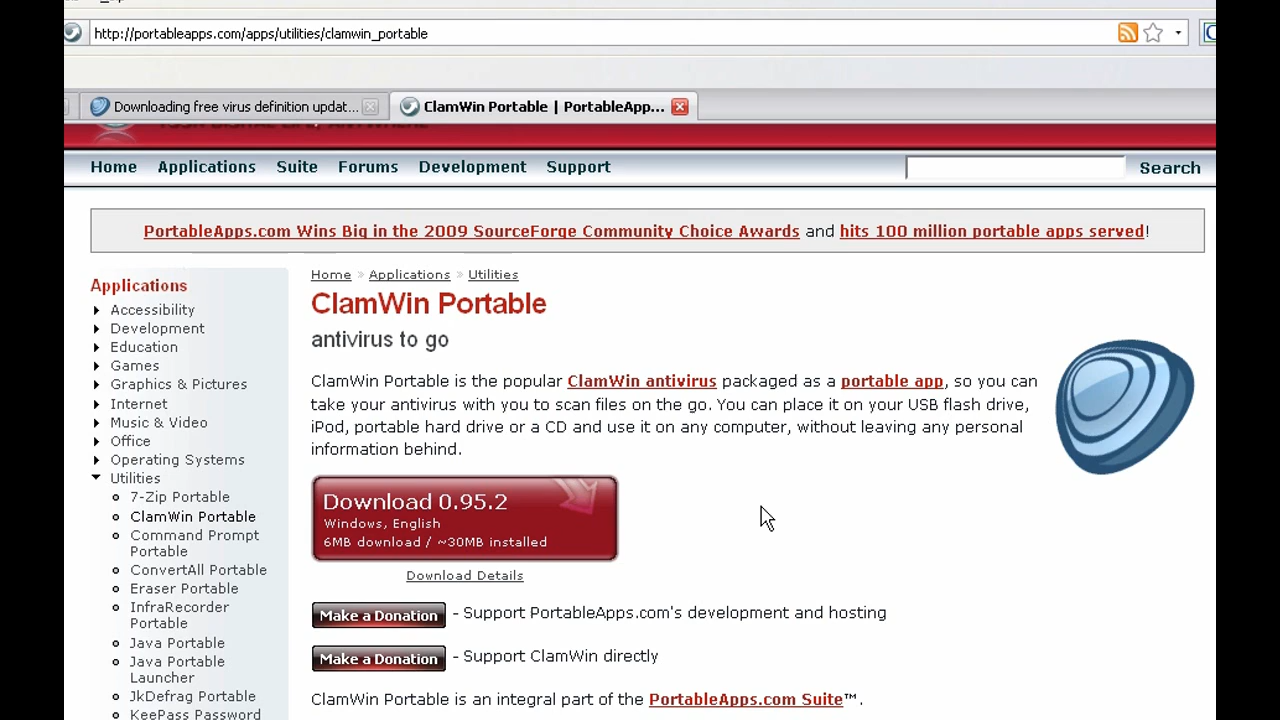 http://portableapps.com/apps/utilities/clamwin_portable
Downloading free virus definition updat...
ClamWin Portable | PortableApp...
Home Applications Suite Forums Development Support
Search
PortableApps.com Wins Big in the 2009 SourceForge Community Choice Awards and hits 100 million portable apps served!
Applications
Accessibility
Development
Education
Games
Graphics & Pictures
Internet
Music & Video
Office
Operating Systems
Utilities
7-Zip Portable
ClamWin Portable
Command Prompt
Portable
ConvertAll Portable
Eraser Portable
InfraRecorder
Portable
Java Portable
Java Portable
Launcher
JkDefrag Portable
KeePass Password
Home » Applications » Utilities
ClamWin Portable
antivirus to go
ClamWin Portable is the popular ClamWin antivirus packaged as a portable app, so you can
take your antivirus with you to scan files on the go. You can place it on your USB flash drive,
iPod, portable hard drive or a CD and use it on any computer, without leaving any personal
information behind.
Download 0.95.2
Windows, English
6MB download / ~30MB installed
Download Details
Make a Donation - Support PortableApps.com's development and hosting
Make a Donation - Support ClamWin directly
ClamWin Portable is an integral part of the PortableApps.com Suite™.